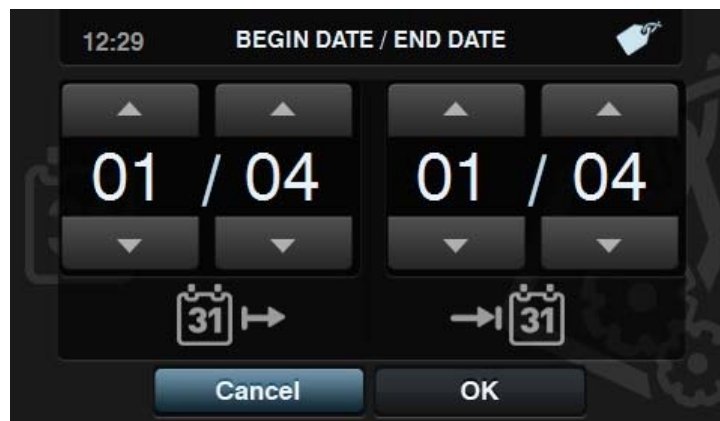 12:29 BEGIN DATE / END DATE
01 / 04 01 / 04
31 31
Cancel OK